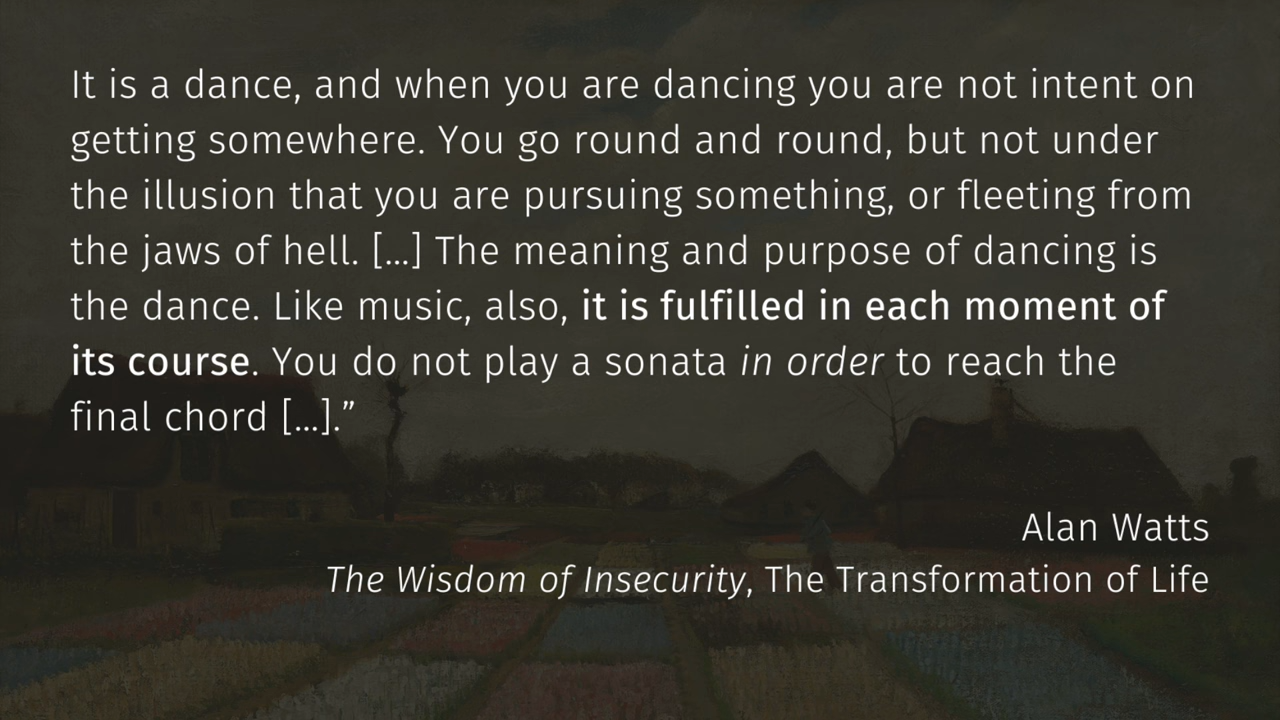 It is a dance, and when you are dancing you are not intent on
getting somewhere. You go round and round, but not under
the illusion that you are pursuing something, or fleeting from
the jaws of hell. [...] The meaning and purpose of dancing is
the dance. Like music, also, it is fulfilled in each moment of
its course. You do not play a sonata in order to reach the
final chord [...].”
Alan Watts
The Wisdom of Insecurity, The Transformation of Life